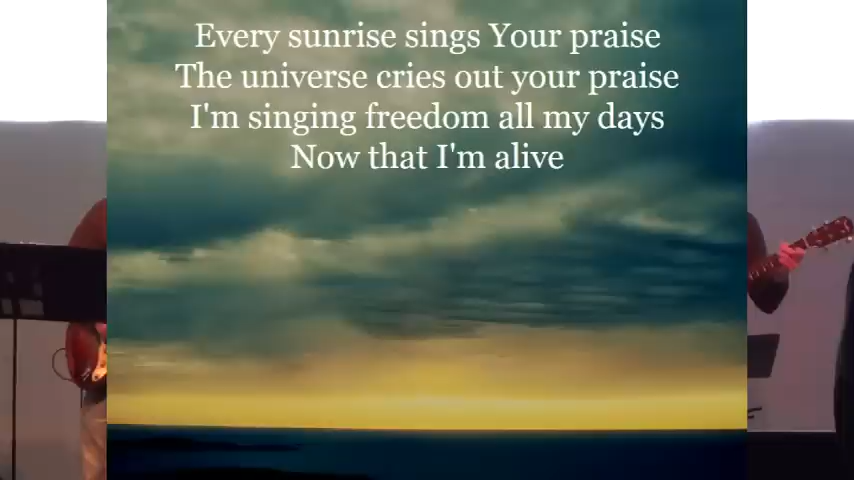 Every sunrise sings Your praise
The universe cries out your praise
I'm singing freedom all my days
Now that I'm alive